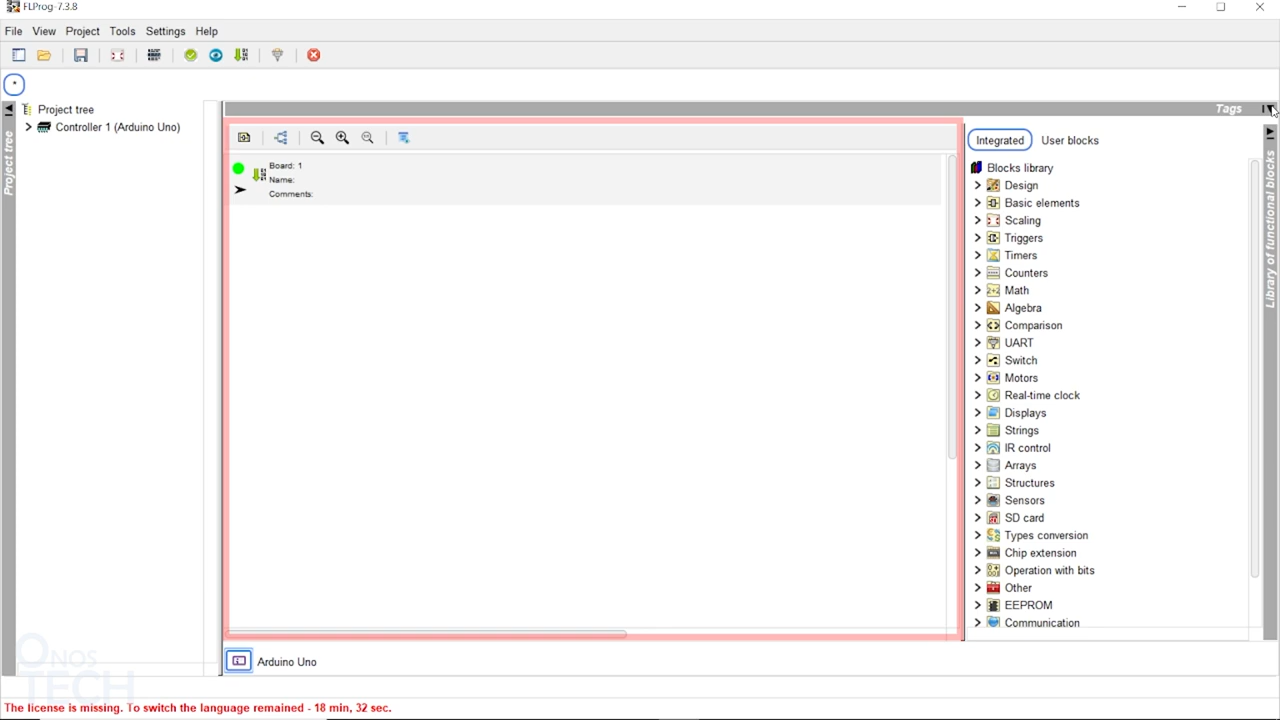 FLProg-7.3.8
File View Project Tools Settings Help
Tags
Project tree
Project tree
Controller 1 (Arduino Uno)
Board: 1
Name:
Comments:
Integrated User blocks
Blocks library
Design
Basic elements
Scaling
Triggers
Timers
Counters
Math
Algebra
Comparison
UART
Switch
Motors
Real-time clock
Displays
Strings
IR control
Arrays
Structures
Sensors
SD card
Types conversion
Chip extension
Operation with bits
Other
EEPROM
Communication
Library of functional blocks
Arduino Uno
ONOS
TECH
The license is missing. To switch the language remained - 18 min, 32 sec.